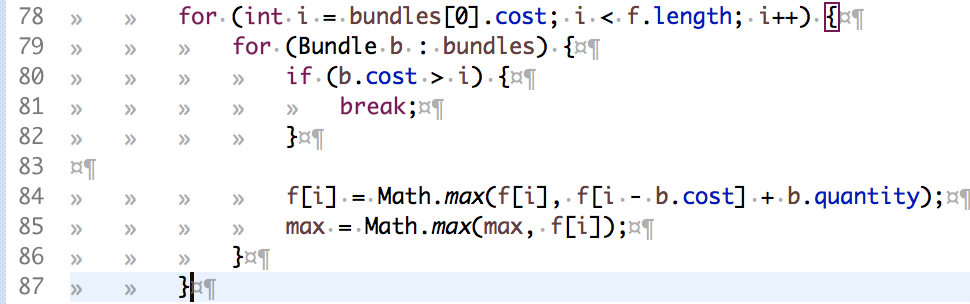 78 » » for·(int·i·=·bundles[0].cost;·i·<·f.length;·i++)·{¤¶
79 » » » for·(Bundle·b·:·bundles)·{¤¶
80 » » » » if·(b.cost·>·i)·{¤¶
81 » » » » » break;¤¶
82 » » » » }¤¶
83 ¤¶
84 » » » » f[i]·=·Math.max(f[i],·f[i·-·b.cost]·+·b.quantity);¤¶
85 » » » » max·=·Math.max(max,·f[i]);¤¶
86 » » » }¤¶
87 » » }¤¶